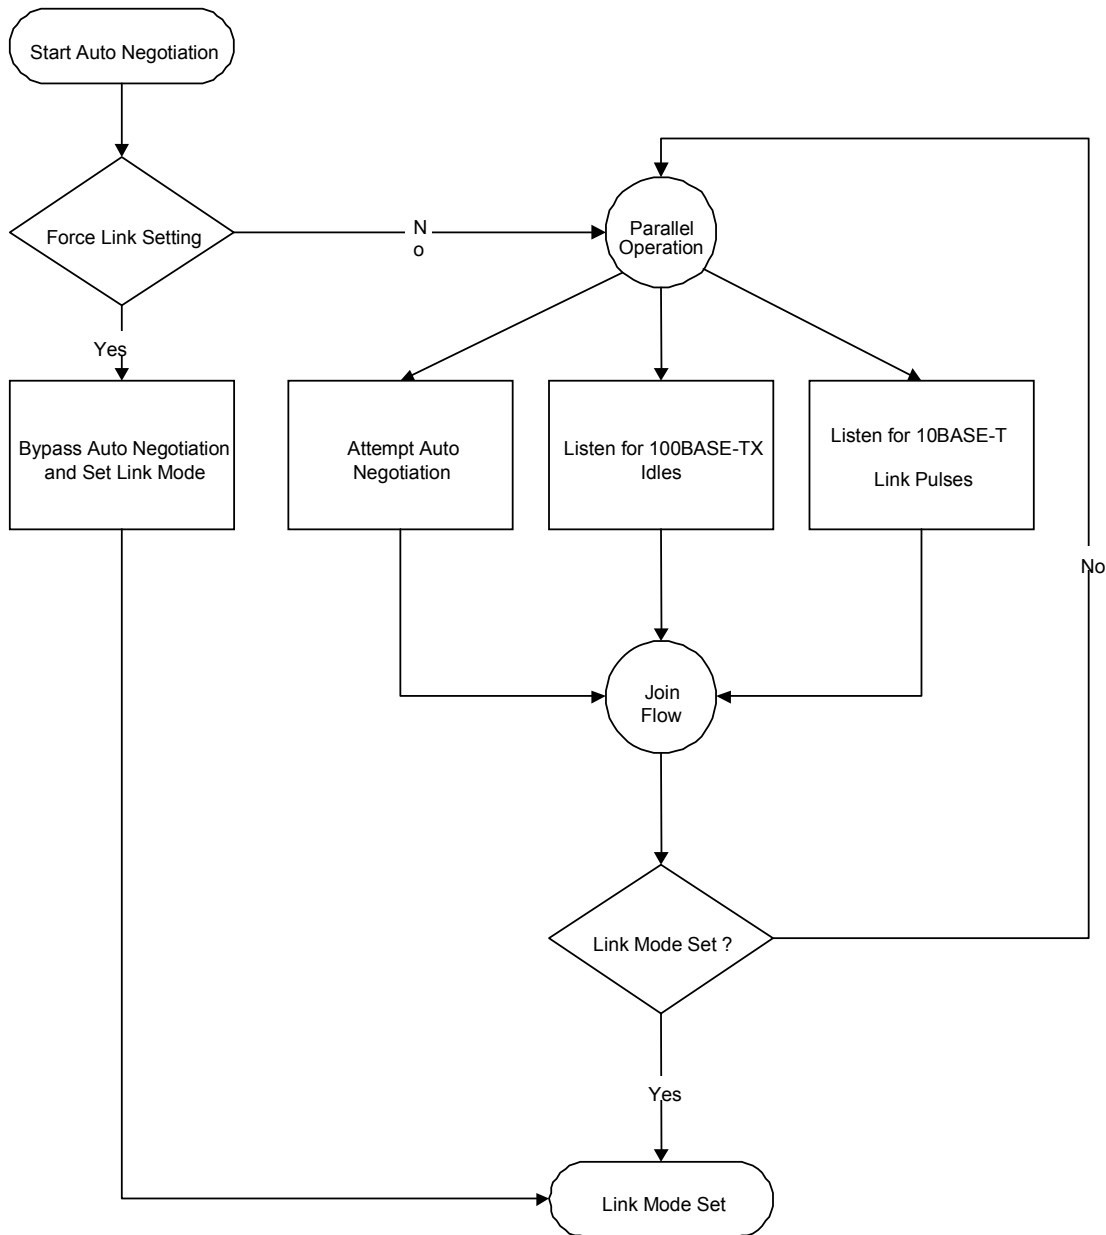 Start Auto Negotiation
Force Link Setting
N
o
Parallel
Operation
Yes
Bypass Auto Negotiation
and Set Link Mode
Attempt Auto
Negotiation
Listen for 100BASE-TX
Idles
Listen for 10BASE-T
Link Pulses
No
Join
Flow
Link Mode Set ?
Yes
Link Mode Set